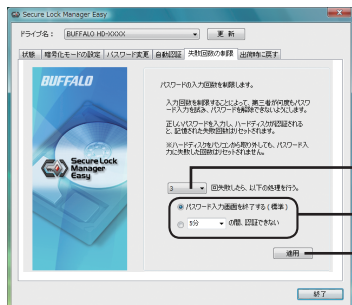 Secure Lock Manager Easy
ドライブ名： BUFFALO HD-XXXX 更 新
状態 暗号化モードの設定 パスワード変更 自動認証 失敗回数の制限 出荷時に戻す
BUFFALO
Secure Lock
Manager
Easy
パスワードの入力回数を制限します。
入力回数を制限することによって、第三者が何度もパスワ
ード入力を試み、パスワードを解除できないようにします。
正しいパスワードを入力し、ハードディスクが認証される
と、記憶された失敗回数はリセットされます。
※ハードディスクをパソコンから取り外しても、パスワード入
力に失敗した回数はリセットされません。
3 回失敗したら、以下の処理を行う。
パスワード入力画面を終了する（標準）
5分 の間、認証できない
適用
終了